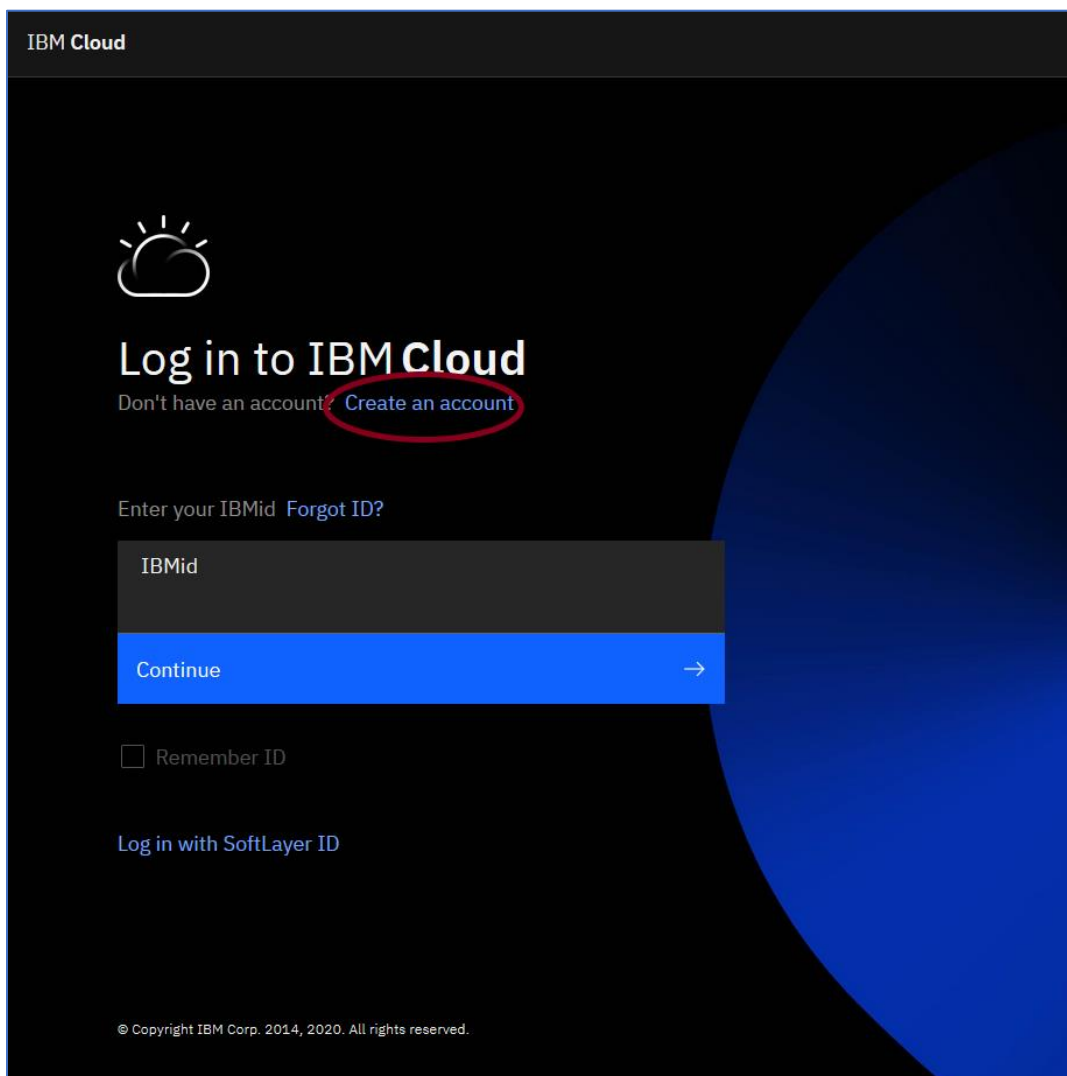 IBM Cloud
Log in to IBM Cloud
Don't have an account? Create an account
Enter your IBMid Forgot ID?
IBMid
Continue →
Remember ID
Log in with SoftLayer ID
© Copyright IBM Corp. 2014, 2020. All rights reserved.